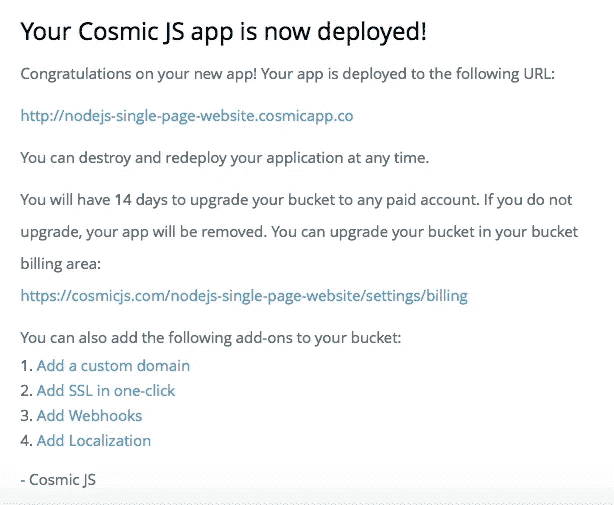 Your Cosmic JS app is now deployed!
Congratulations on your new app! Your app is deployed to the following URL:
http://nodejs-single-page-website.cosmicapp.co
You can destroy and redeploy your application at any time.
You will have 14 days to upgrade your bucket to any paid account. If you do not
upgrade, your app will be removed. You can upgrade your bucket in your bucket
billing area:
https://cosmicjs.com/nodejs-single-page-website/settings/billing
You can also add the following add-ons to your bucket:
1. Add a custom domain
2. Add SSL in one-click
3. Add Webhooks
4. Add Localization
- Cosmic JS